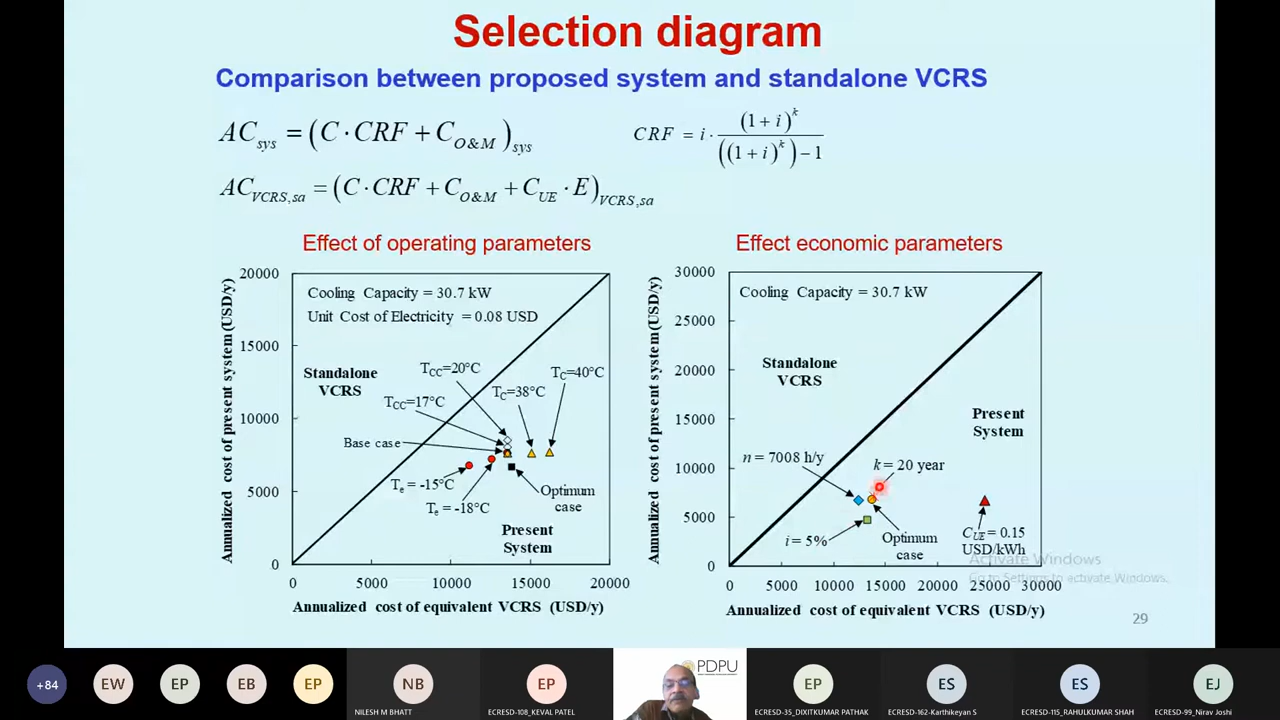 Selection diagram
Comparison between proposed system and standalone VCRS
AC_sys = (C · CRF + C_O&M)_sys
CRF = i · (1 + i)^k / (((1 + i)^k) − 1)
AC_VCRS,sa = (C · CRF + C_O&M + C_UE · E)_VCRS,sa
Effect of operating parameters
Annualized cost of present system (USD/y)
20000
15000
10000
5000
0
Cooling Capacity = 30.7 kW
Unit Cost of Electricity = 0.08 USD
Standalone
VCRS
T_CC=20°C
T_CC=17°C
T_C=38°C
T_C=40°C
Base case
T_e = -15°C
T_e = -18°C
Optimum
case
Present
System
0
5000
10000
15000
20000
Annualized cost of equivalent VCRS (USD/y)
Effect economic parameters
Annualized cost of present system (USD/y)
30000
25000
20000
15000
10000
5000
0
Cooling Capacity = 30.7 kW
Standalone
VCRS
Present
System
n = 7008 h/y
k = 20 year
i = 5%
Optimum
case
C_UE = 0.15
USD/kWh
0
5000
10000
15000
20000
25000
30000
Annualized cost of equivalent VCRS (USD/y)
Activate Windows
Go to Settings to activate Windows.
29
+84
EW
EP
EB
EP
NB
NILESH M BHATT
EP
ECRESD-108_KEVAL PATEL
PDPU
EP
ECRESD-35_DIXITKUMAR PATHAK
ES
ECRESD-162-Karthikeyan S
ES
ECRESD-115_RAHULKUMAR SHAH
EJ
ECRESD-99_Nirav Joshi